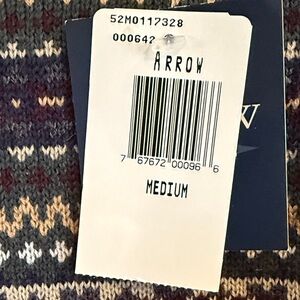 52M0117328
000642
ARROW
7 67672 00096 6
MEDIUM
W